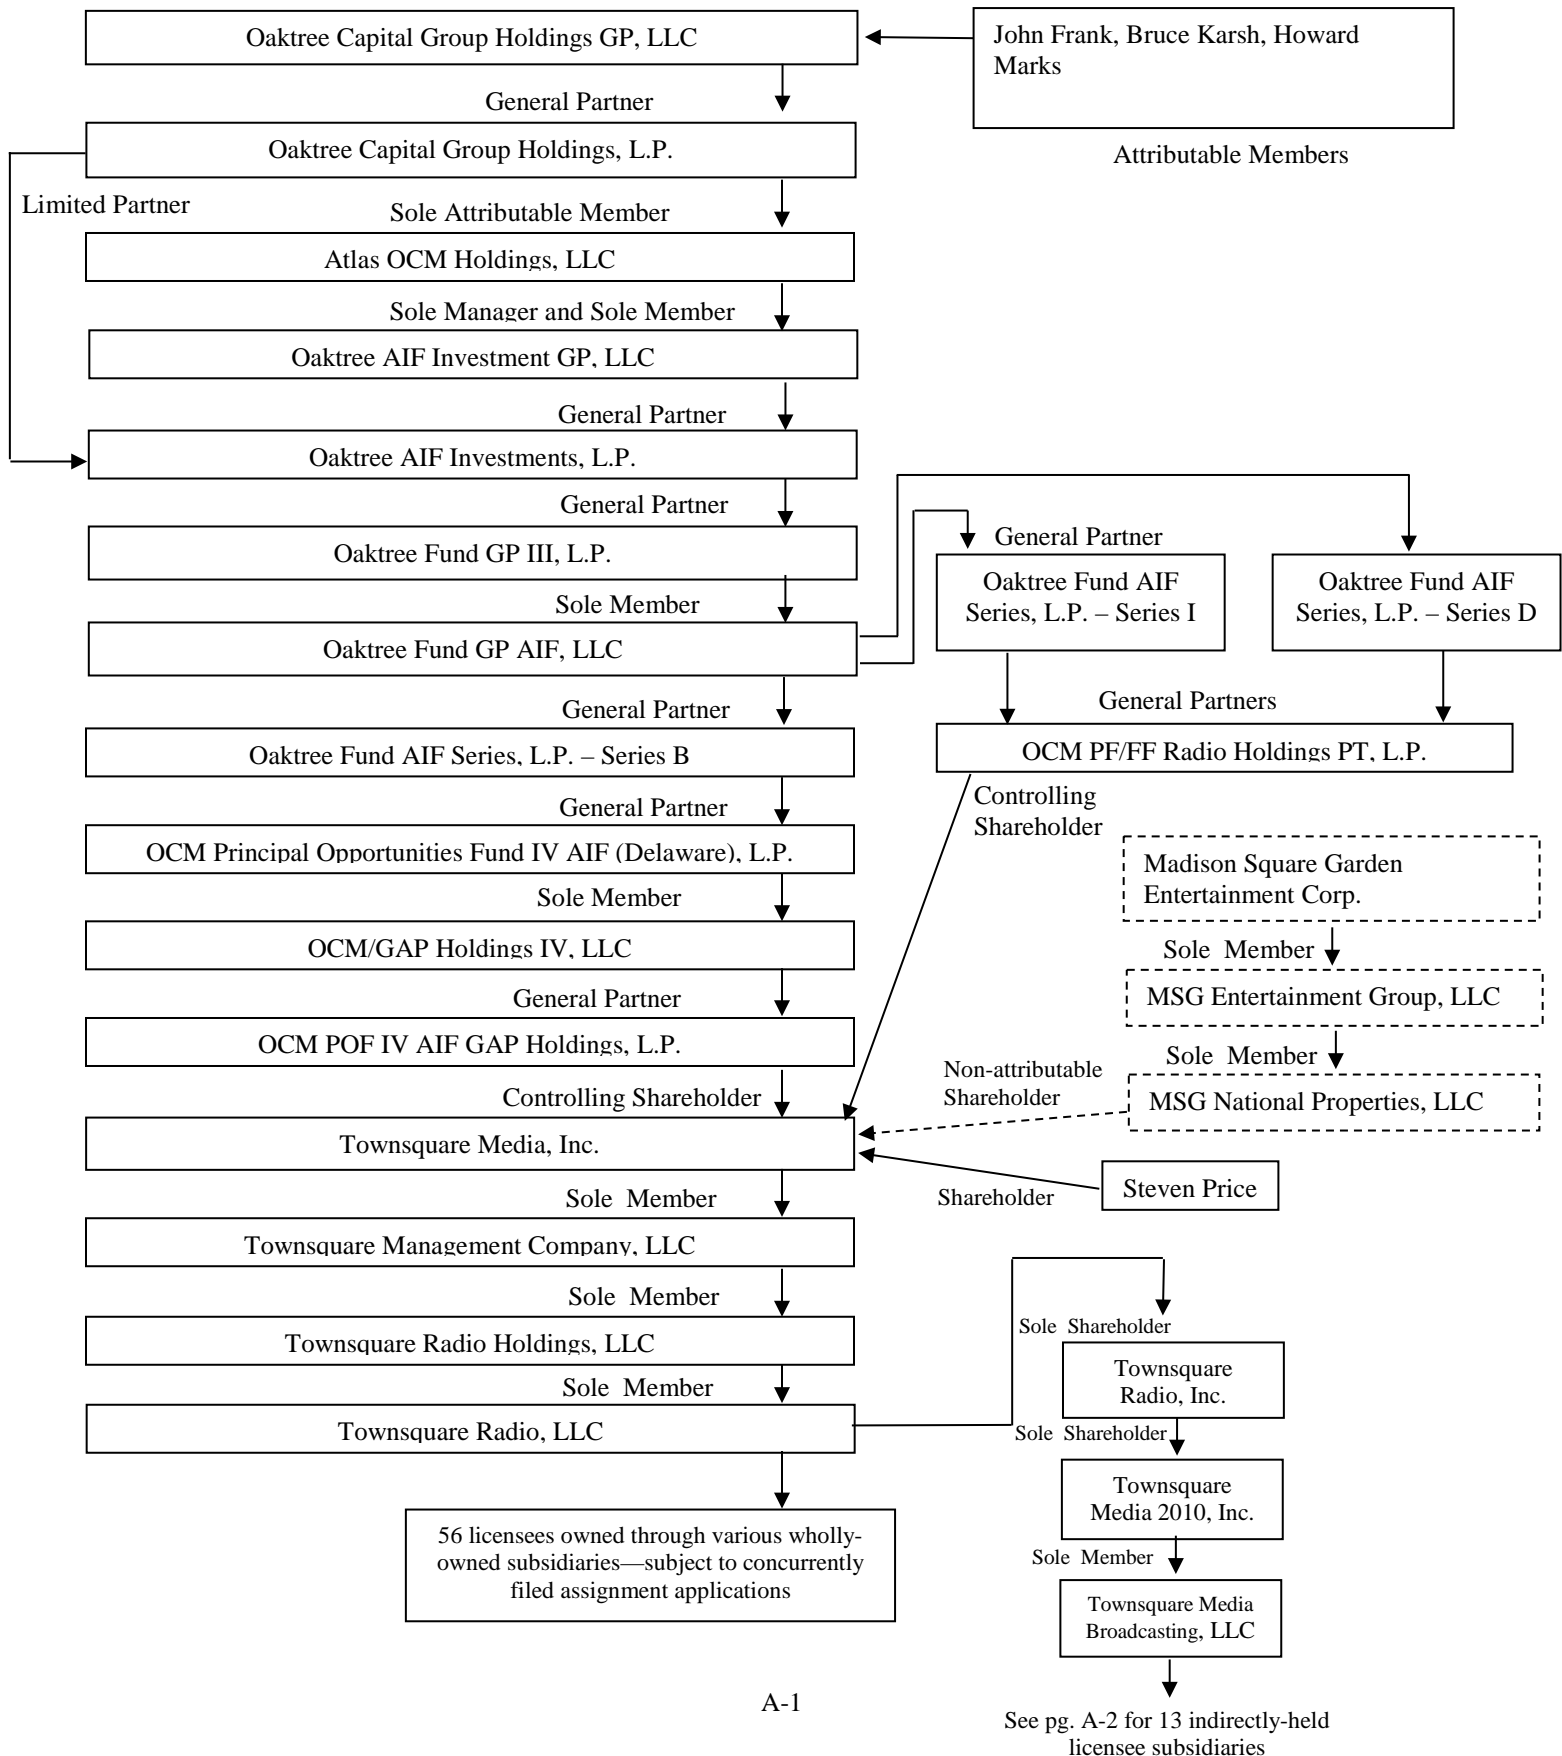 Oaktree Capital Group Holdings GP, LLC
John Frank, Bruce Karsh, Howard
Marks
Attributable Members
General Partner
Oaktree Capital Group Holdings, L.P.
Limited Partner
Sole Attributable Member
Atlas OCM Holdings, LLC
Sole Manager and Sole Member
Oaktree AIF Investment GP, LLC
General Partner
Oaktree AIF Investments, L.P.
General Partner
Oaktree Fund GP III, L.P.
Sole Member
Oaktree Fund GP AIF, LLC
General Partner
Oaktree Fund AIF
Series, L.P. – Series I
Oaktree Fund AIF
Series, L.P. – Series D
General Partners
OCM PF/FF Radio Holdings PT, L.P.
Controlling
Shareholder
General Partner
Oaktree Fund AIF Series, L.P. – Series B
General Partner
OCM Principal Opportunities Fund IV AIF (Delaware), L.P.
Sole Member
OCM/GAP Holdings IV, LLC
General Partner
OCM POF IV AIF GAP Holdings, L.P.
Controlling Shareholder
Townsquare Media, Inc.
Madison Square Garden
Entertainment Corp.
Sole Member
MSG Entertainment Group, LLC
Sole Member
MSG National Properties, LLC
Non-attributable
Shareholder
Steven Price
Shareholder
Sole Member
Townsquare Management Company, LLC
Sole Member
Townsquare Radio Holdings, LLC
Sole Member
Townsquare Radio, LLC
56 licensees owned through various wholly-
owned subsidiaries—subject to concurrently
filed assignment applications
Sole Shareholder
Townsquare
Radio, Inc.
Sole Shareholder
Townsquare
Media 2010, Inc.
Sole Member
Townsquare Media
Broadcasting, LLC
See pg. A-2 for 13 indirectly-held
licensee subsidiaries
A-1